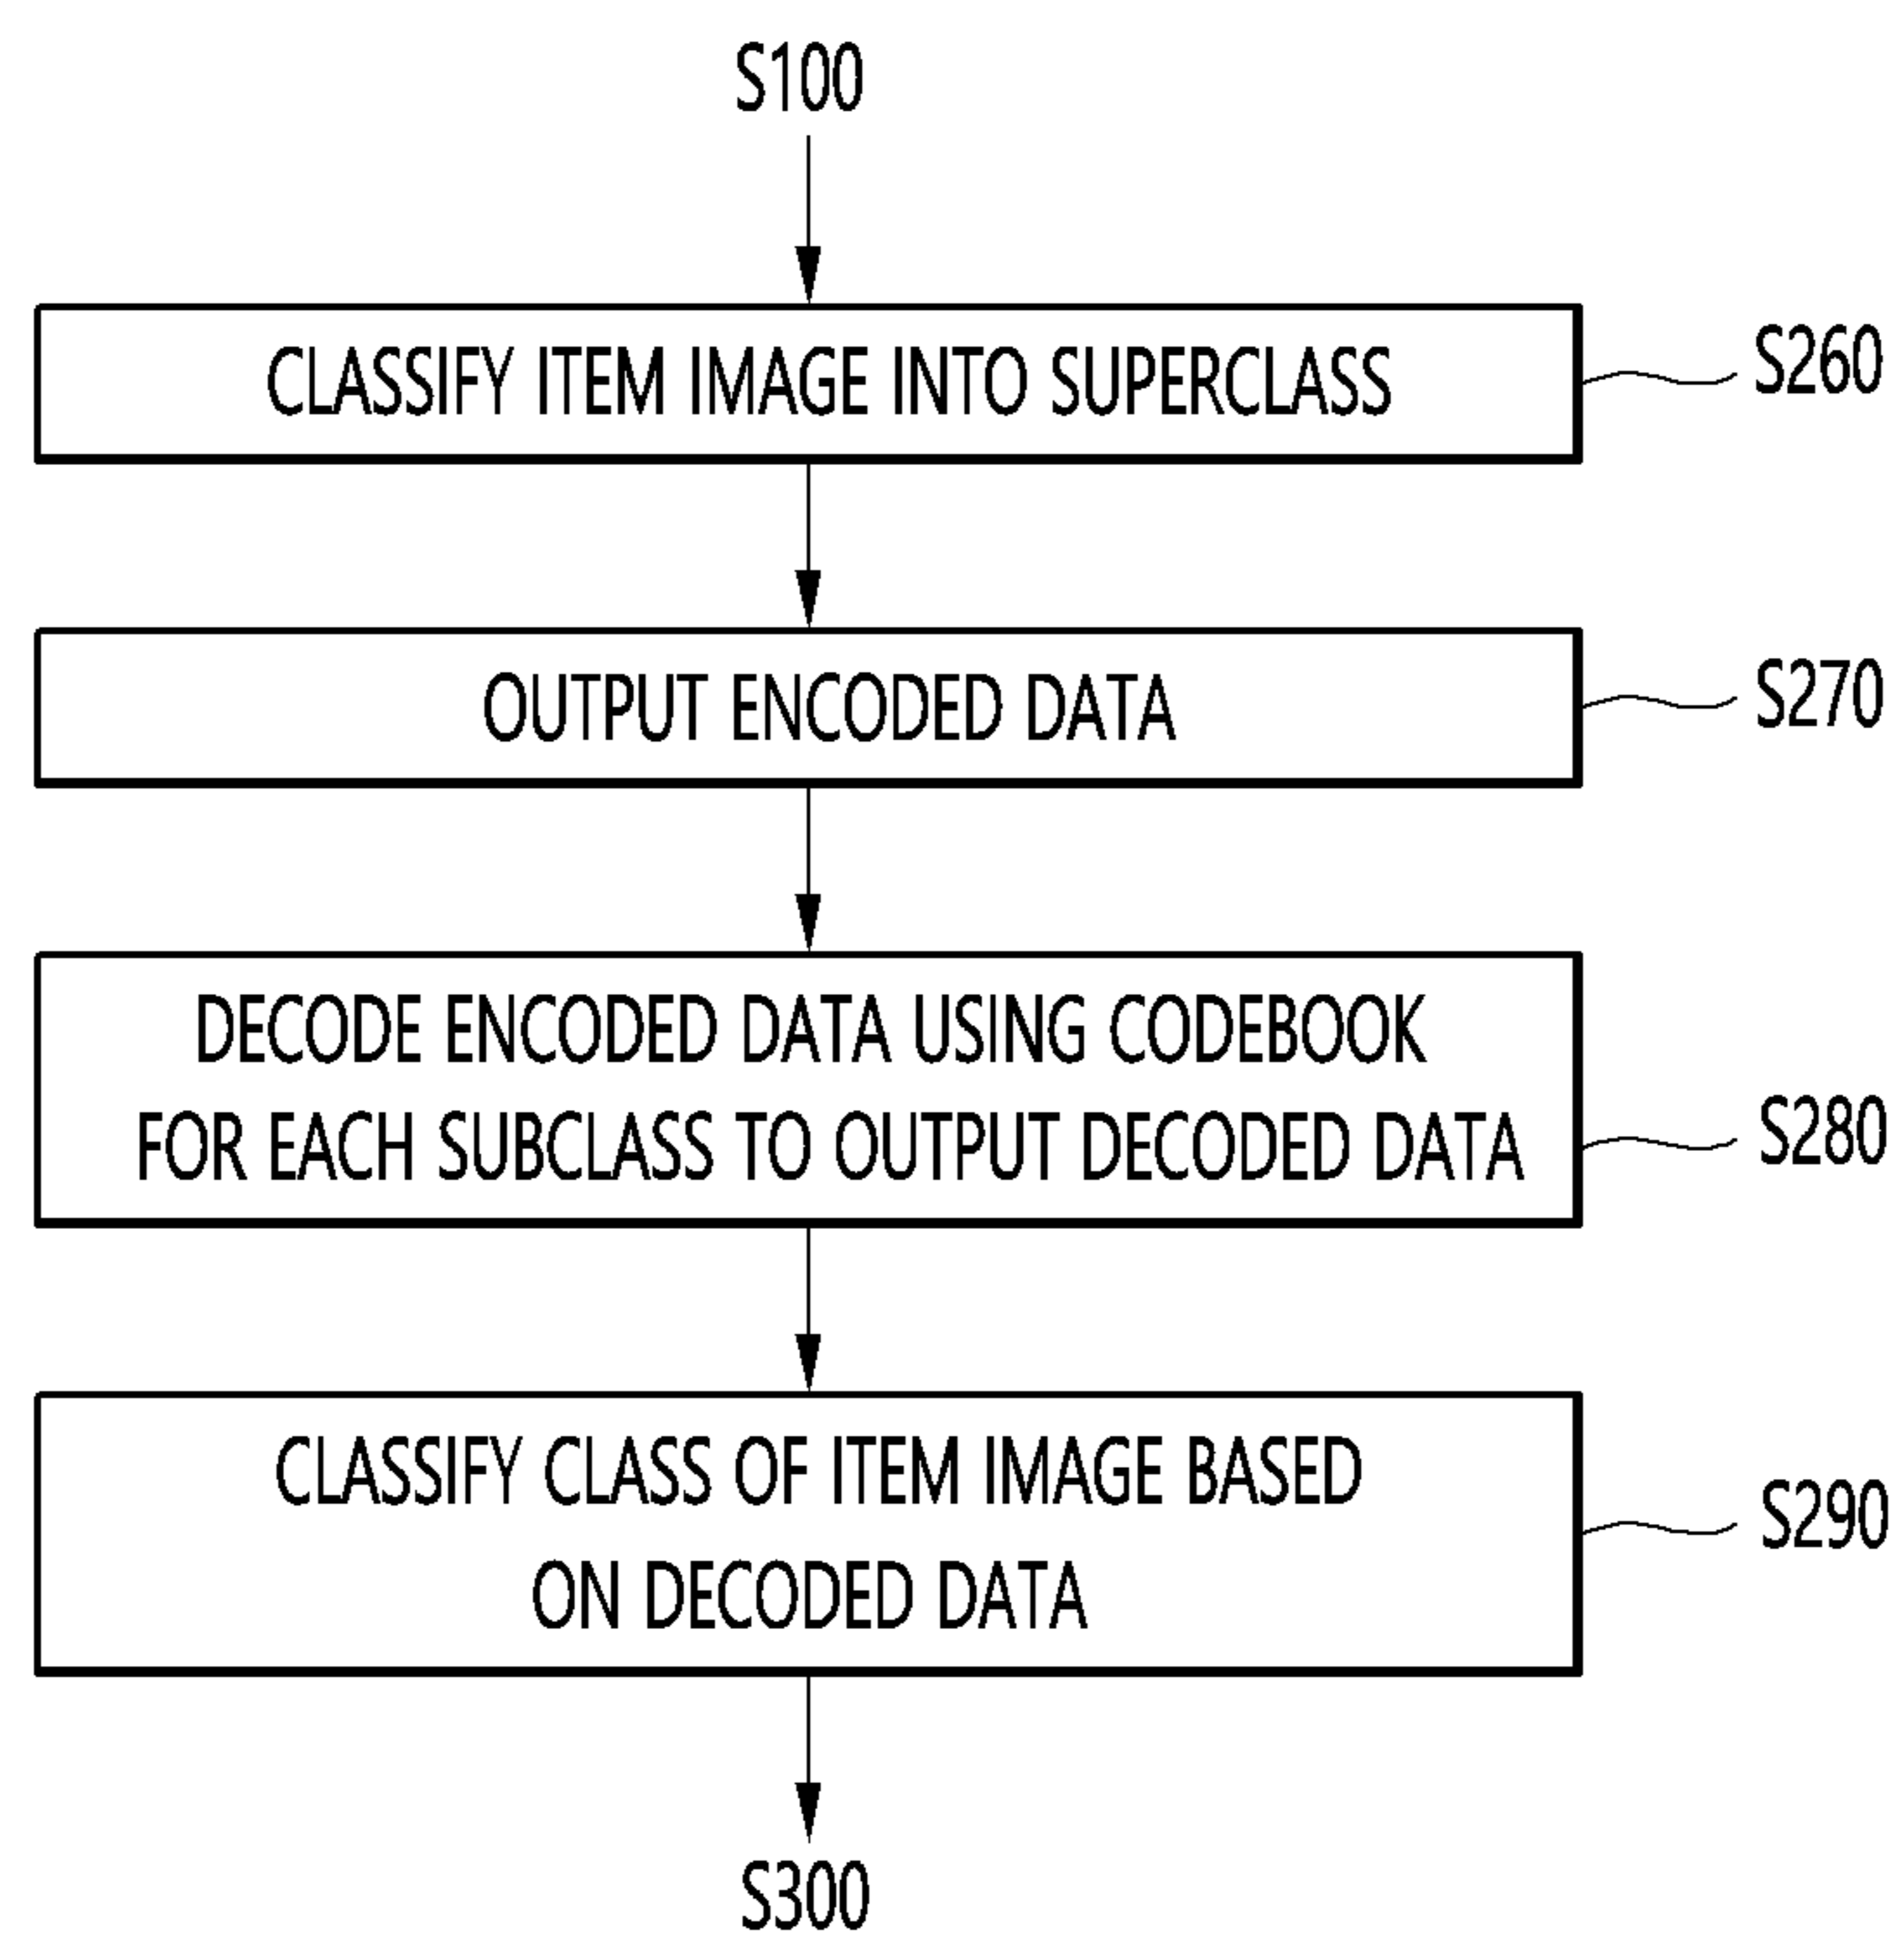 S100
CLASSIFY ITEM IMAGE INTO SUPERCLASS
S260
OUTPUT ENCODED DATA
S270
DECODE ENCODED DATA USING CODEBOOK
FOR EACH SUBCLASS TO OUTPUT DECODED DATA
S280
CLASSIFY CLASS OF ITEM IMAGE BASED
ON DECODED DATA
S290
S300